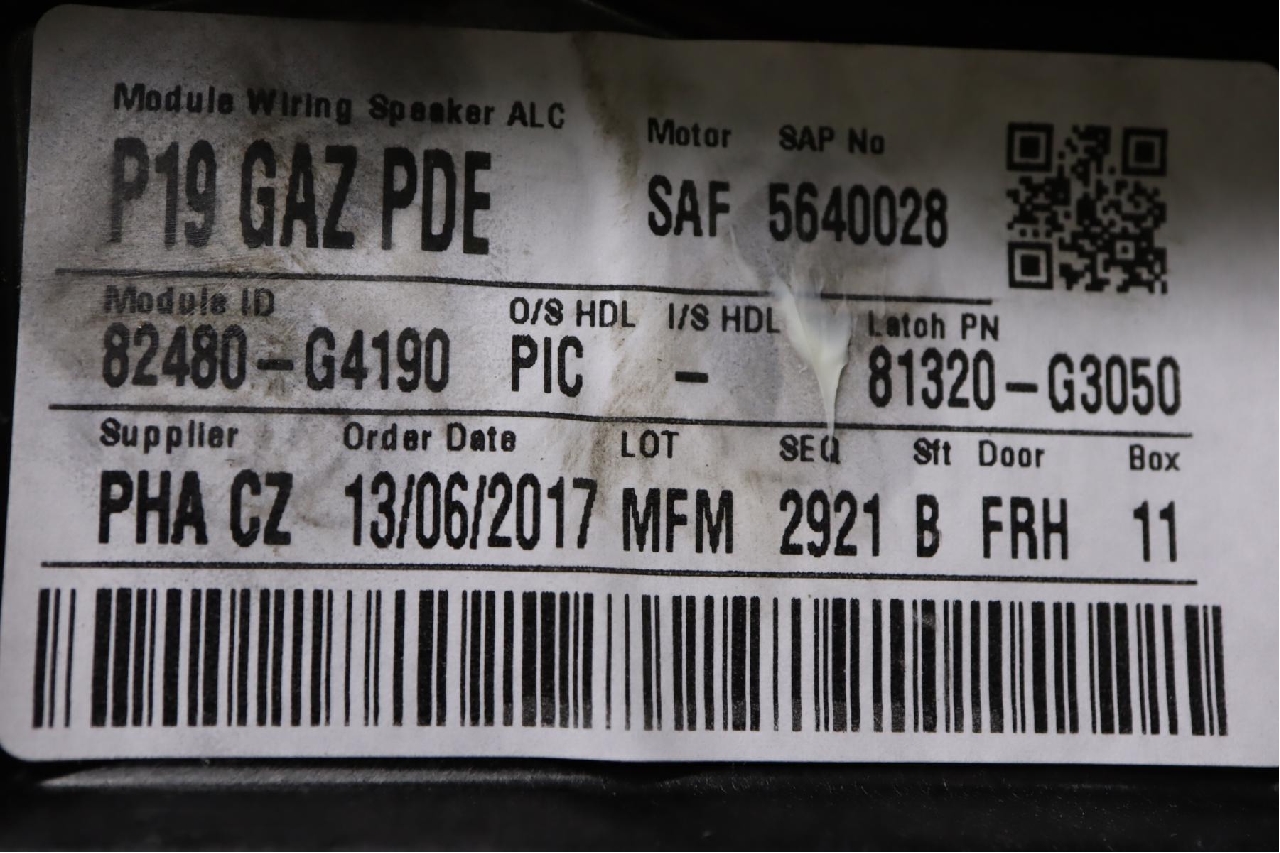 Module Wiring Speaker ALC Motor SAP No
P19 GAZ PDE SAF 5640028
Module ID O/S HDL I/S HDL Latch PN
82480-G4190 PIC - 81320-G3050
Supplier Order Date LOT SEQ Sft Door Box
PHA CZ 13/06/2017 MFM 2921 B FRH 11